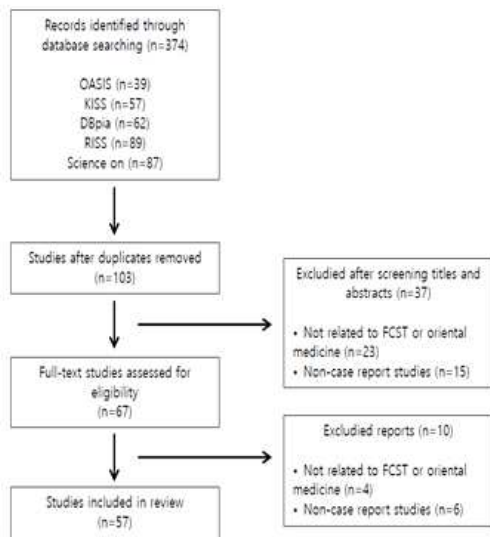 Records identified through
database searching (n=374)
OASIS (n=39)
KISS (n=57)
DBpia (n=62)
RISS (n=89)
Science on (n=87)
Studies after duplicates removed
(n=103)
Excludied after screening titles and
abstracts (n=37)
• Not related to FCST or oriental
medicine (n=23)
• Non-case report studies (n=15)
Full-text studies assessed for
eligibility
(n=67)
Excludied reports (n=10)
• Not related to FCST or oriental
medicine (n=4)
• Non-case report studies (n=6)
Studies included in review
(n=57)